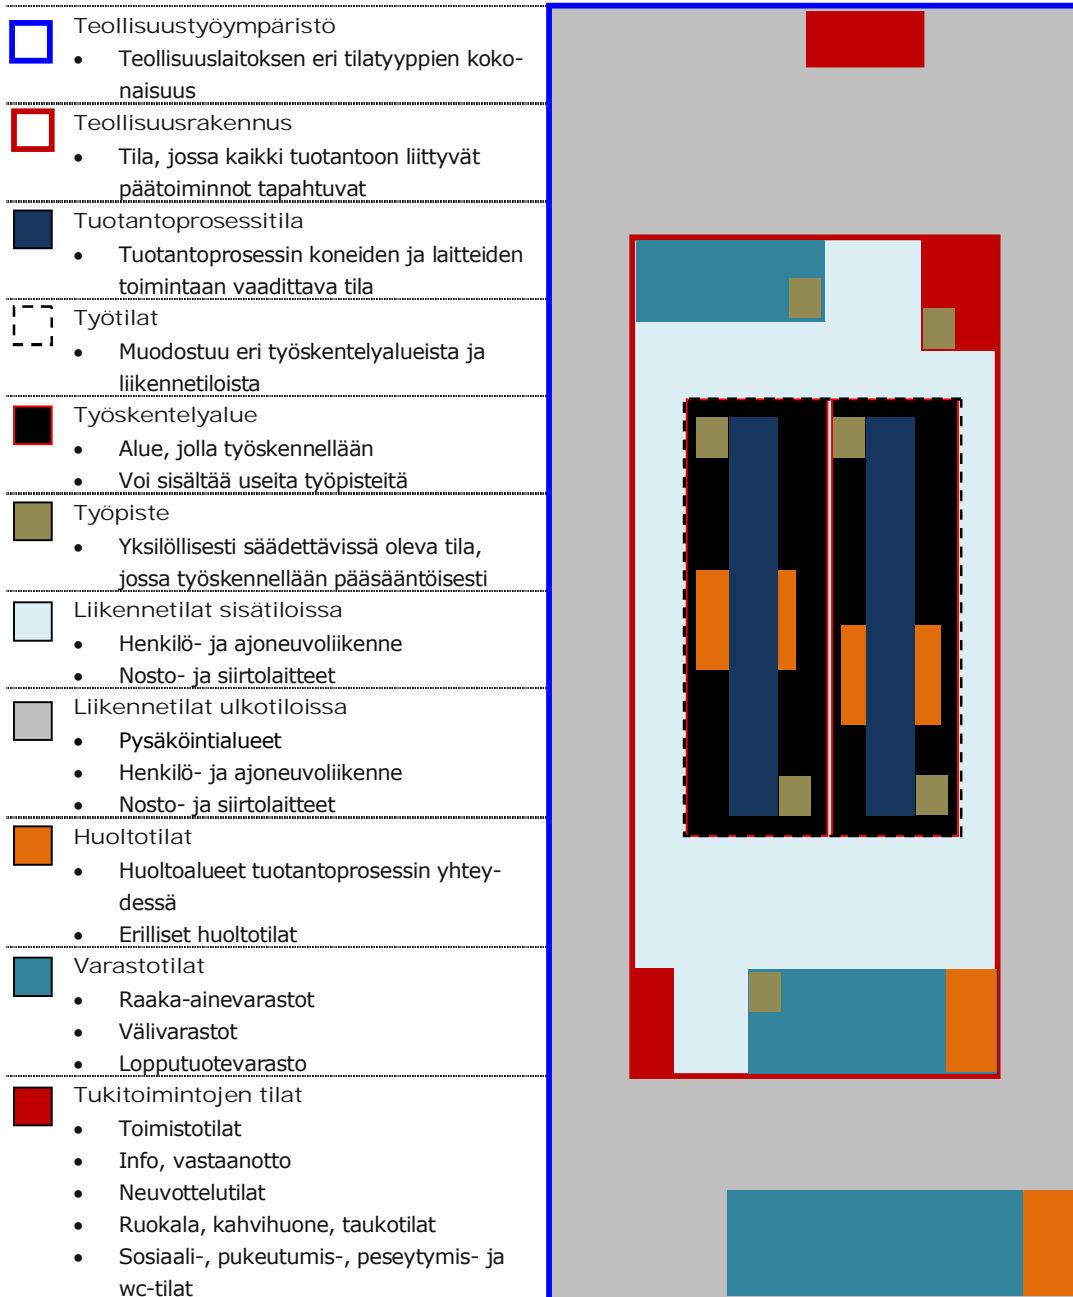 Teollisuustyöympäristö
• Teollisuuslaitoksen eri tilatyyppien koko-
naisuus
Teollisuusrakennus
• Tila, jossa kaikki tuotantoon liittyvät
päätoiminnot tapahtuvat
Tuotantoprosessitila
• Tuotantoprosessin koneiden ja laitteiden
toimintaan vaadittava tila
Työtilat
• Muodostuu eri työskentelyalueista ja
liikennetiloista
Työskentelyalue
• Alue, jolla työskennellään
• Voi sisältää useita työpisteitä
Työpiste
• Yksilöllisesti säädettävissä oleva tila,
jossa työskennellään pääsääntöisesti
Liikennetilat sisätiloissa
• Henkilö- ja ajoneuvoliikenne
• Nosto- ja siirtolaitteet
Liikennetilat ulkotiloissa
• Pysäköintialueet
• Henkilö- ja ajoneuvoliikenne
• Nosto- ja siirtolaitteet
Huoltotilat
• Huoltoalueet tuotantoprosessin yhtey-
dessä
• Erilliset huoltotilat
Varastotilat
• Raaka-ainevarastot
• Välivarastot
• Lopputuotevarasto
Tukitoimintojen tilat
• Toimistotilat
• Info, vastaanotto
• Neuvottelutilat
• Ruokala, kahvihuone, taukotilat
• Sosiaali-, pukeutumis-, peseytymis- ja
wc-tilat